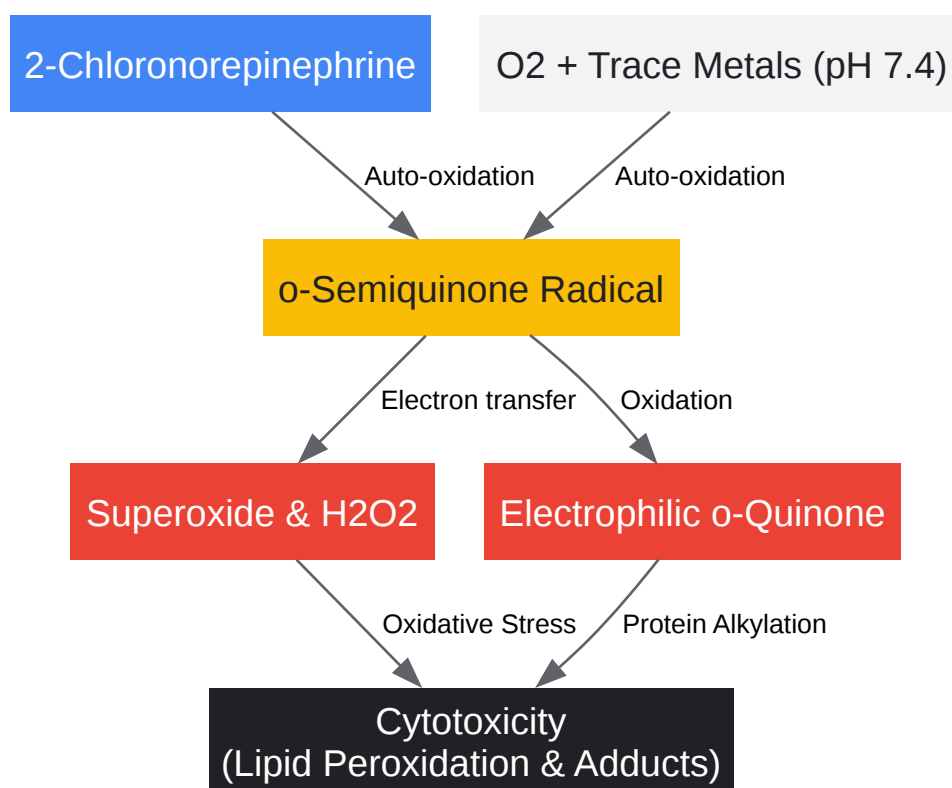 2-Chloronorepinephrine
O2 + Trace Metals (pH 7.4)
Auto-oxidation
Auto-oxidation
o-Semiquinone Radical
Electron transfer
Oxidation
Superoxide & H2O2
Electrophilic o-Quinone
Oxidative Stress
Protein Alkylation
Cytotoxicity
(Lipid Peroxidation & Adducts)